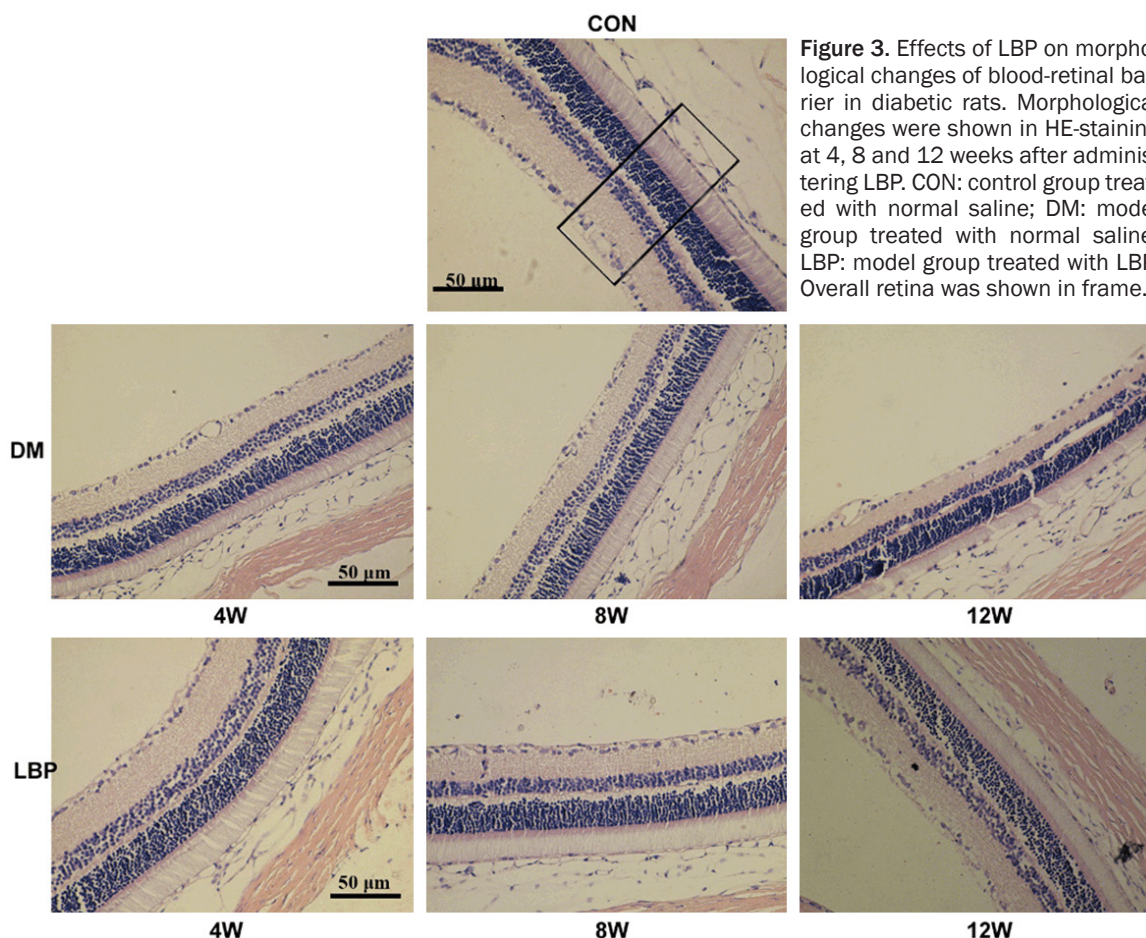 CON
Figure 3. Effects of LBP on morpho-
logical changes of blood-retinal bar-
rier in diabetic rats. Morphological
changes were shown in HE-staining
at 4, 8 and 12 weeks after adminis-
tering LBP. CON: control group treat-
ed with normal saline; DM: model
group treated with normal saline;
LBP: model group treated with LBP.
Overall retina was shown in frame.
50 μm
DM
50 μm
4W
8W
12W
LBP
50 μm
4W
8W
12W